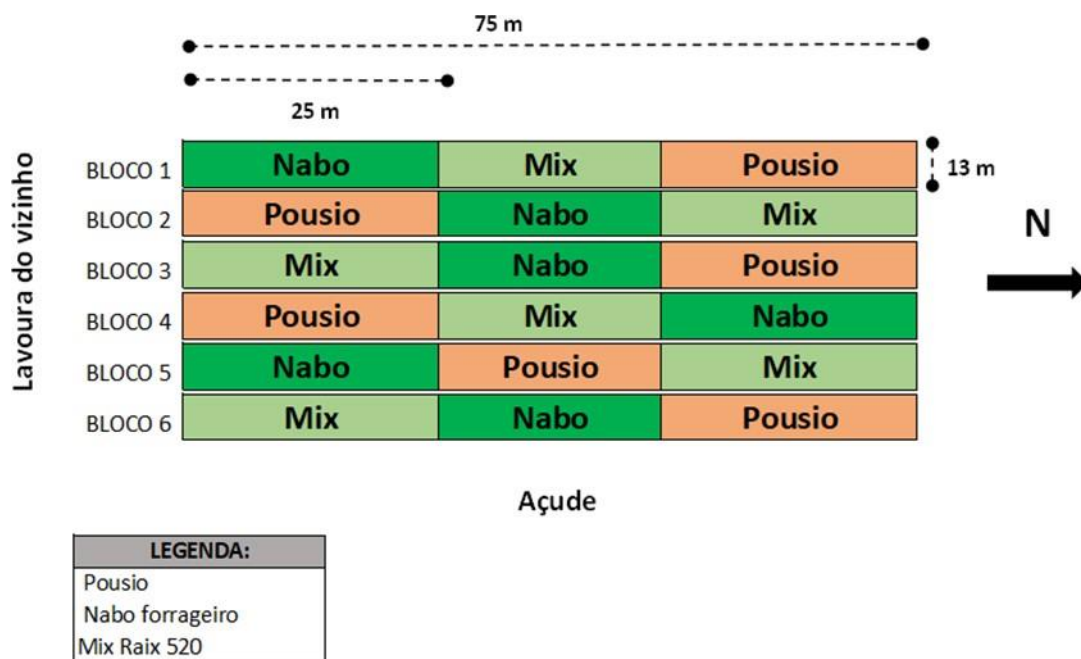 75 m
25 m
Lavoura do vizinho
BLOCO 1 Nabo Mix Pousio 13 m
BLOCO 2 Pousio Nabo Mix
N
BLOCO 3 Mix Nabo Pousio
BLOCO 4 Pousio Mix Nabo
BLOCO 5 Nabo Pousio Mix
BLOCO 6 Mix Nabo Pousio
Açude
LEGENDA:
Pousio
Nabo forrageiro
Mix Raix 520